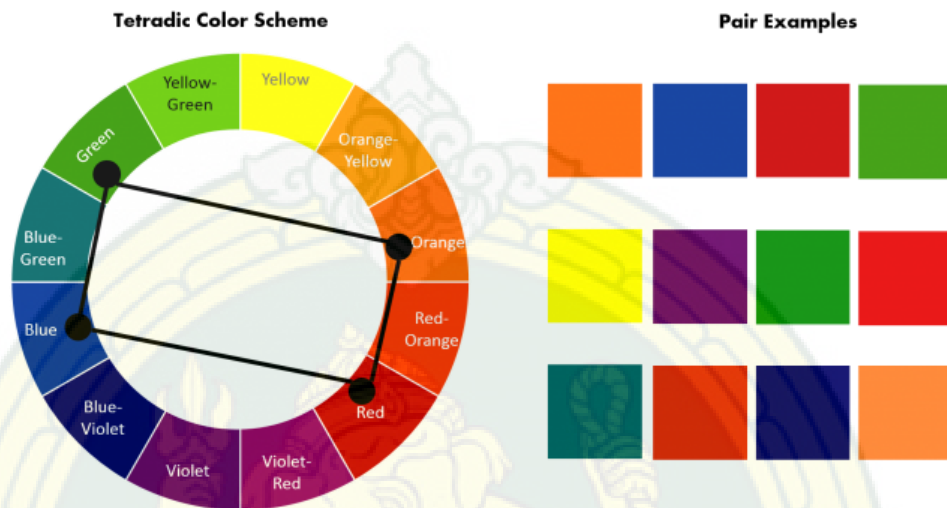 Tetradic Color Scheme
Pair Examples
Yellow-
Green
Yellow
Orange-
Yellow
Green
Orange
Blue-
Green
Blue
Red-
Orange
Red
Blue-
Violet
Violet
Violet-
Red